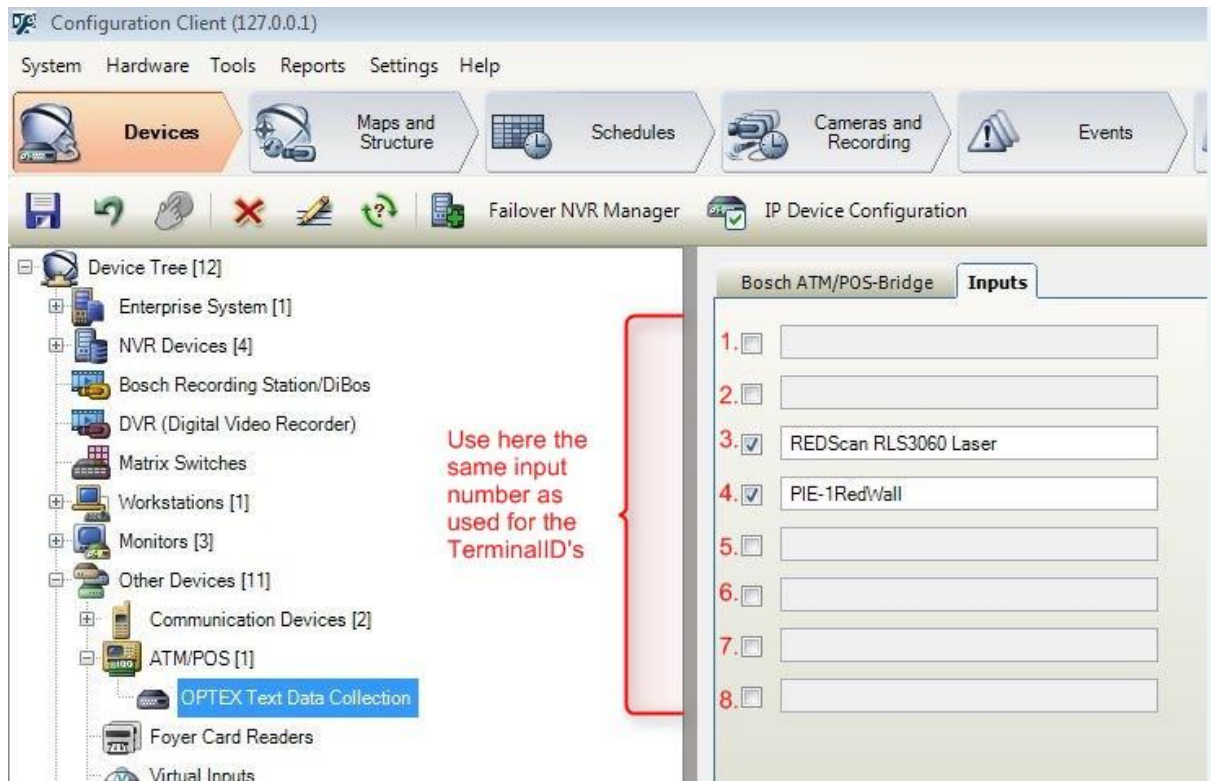 Configuration Client (127.0.0.1)
System Hardware Tools Reports Settings Help
Devices
Maps and
Structure
Schedules
Cameras and
Recording
Events
Failover NVR Manager
IP Device Configuration
Device Tree [12]
Enterprise System [1]
NVR Devices [4]
Bosch Recording Station/DiBos
DVR (Digital Video Recorder)
Matrix Switches
Workstations [1]
Monitors [3]
Other Devices [11]
Communication Devices [2]
ATM/POS [1]
OPTEX Text Data Collection
Foyer Card Readers
Virtual Inputs
Use here the
same input
number as
used for the
TerminalID's
Bosch ATM/POS-Bridge
Inputs
1.
2.
3. REDScan RLS3060 Laser
4. PIE-1RedWall
5.
6.
7.
8.